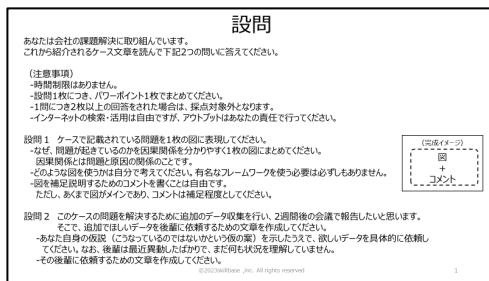 設問
あなたは会社の課題解決に取り組んでいます。
これから紹介されるケース文章を読んで下記2つの問いに答えてください。
（注意事項）
-時間制限はありません。
-設問1枚につき、パワーポイント1枚でまとめてください。
-1問につき2枚以上の回答をされた場合は、採点対象外となります。
-インターネットの検索・活用は自由ですが、アウトプットはあなたの責任で行ってください。
設問１ ケースで記載されている問題を1枚の図に表現してください。
-なぜ、問題が起きているのかを因果関係を分かりやすく1枚の図にまとめてください。
因果関係とは問題と原因の関係のことです。
-どのような図を使うかは自分で考えてください。有名なフレームワークを使う必要は必ずしもありません。
-図を補足説明するためのコメントを書くことは自由です。
ただし、あくまで図がメインであり、コメントは補足程度としてください。
（完成イメージ）
図
+
コメント
設問２ このケースの問題を解決するために追加のデータ収集を行い、2週間後の会議で報告したいと思います。
そこで、追加でほしいデータを後輩に依頼するための文章を作成してください。
-あなた自身の仮説（こうなっているのではないかという仮の案）を示したうえで、欲しいデータを具体的に依頼し
てください。なお、後輩は最近異動したばかりで、まだ何も状況を理解していません。
-その後輩に依頼するための文章を作成してください。
©2023skillbase ,inc. All rights reserved
1